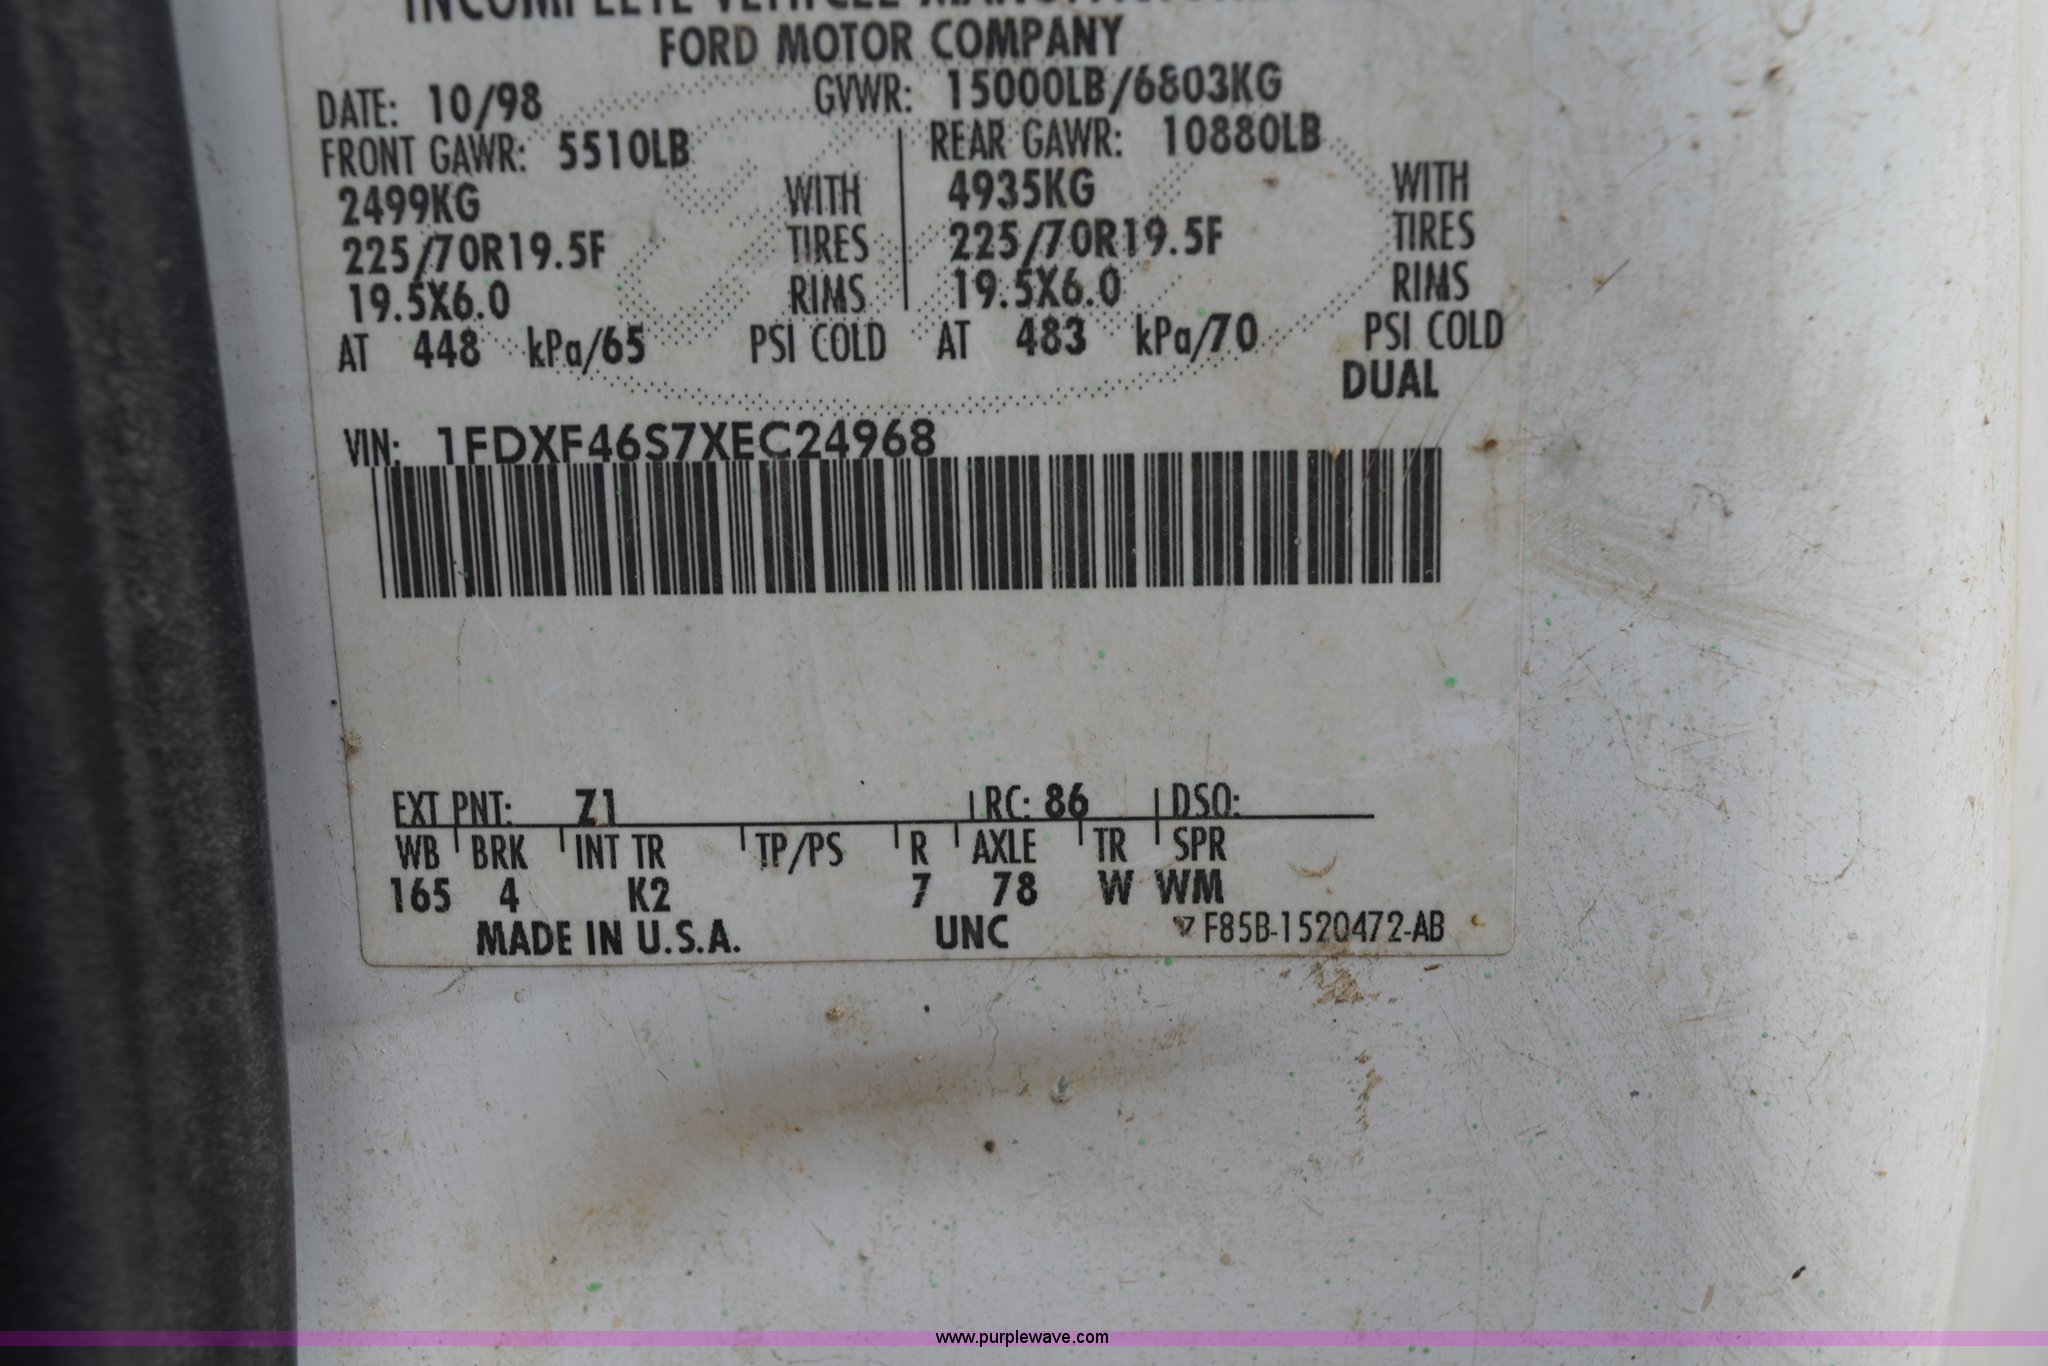 INCOMPLETE VEHICLE MANUFACTURED
FORD MOTOR COMPANY
DATE: 10/98 GVWR: 15000LB/6803KG
FRONT GAWR: 5510LB REAR GAWR: 10880LB
2499KG WITH 4935KG WITH
225/70R19.5F TIRES 225/70R19.5F TIRES
19.5X6.0 RIMS 19.5X6.0 RIMS
AT 448 kPa/65 PSI COLD AT 483 kPa/70 PSI COLD
DUAL
VIN: 1FDXF46S7XEC24968
EXT PNT: Z1 RC: 86 DSO:
WB BRK INT TR TP/PS R AXLE TR SPR
165 4 K2 7 78 W WM
MADE IN U.S.A. UNC F85B-1520472-AB
www.purplewave.com